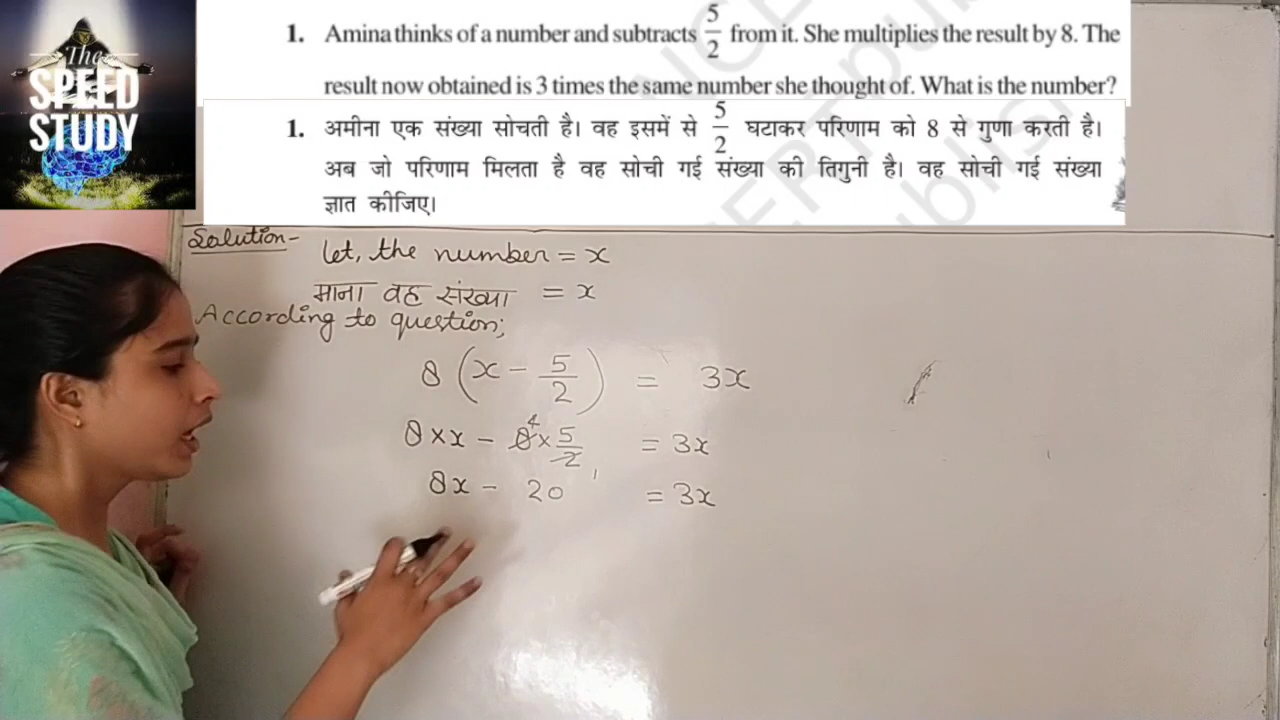 The
SPEED
STUDY
1. Amina thinks of a number and subtracts 5/2 from it. She multiplies the result by 8. The
result now obtained is 3 times the same number she thought of. What is the number?
1. अमीना एक संख्या सोचती है। वह इसमें से 5/2 घटाकर परिणाम को 8 से गुणा करती है।
अब जो परिणाम मिलता है वह सोची गई संख्या की तिगुनी है। वह सोची गई संख्या
ज्ञात कीजिए।
Solution-
let, the number = x
माना वह संख्या = x
According to question;
8 (x - 5/2) = 3x
8 × x - 8 4 × 5/2 1 = 3x
8x - 20 = 3x